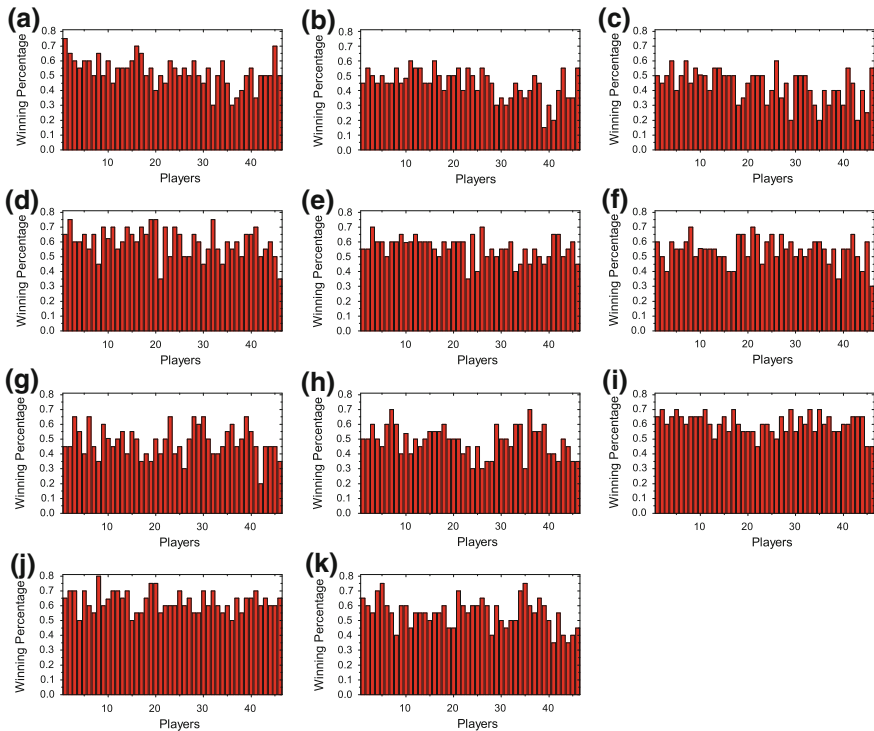 (a) (b) (c)
Winning Percentage Winning Percentage Winning Percentage
0.8 0.8 0.8
0.7 0.7 0.7
0.6 0.6 0.6
0.5 0.5 0.5
0.4 0.4 0.4
0.3 0.3 0.3
0.2 0.2 0.2
0.1 0.1 0.1
0.0 0.0 0.0
10 20 30 40 10 20 30 40 10 20 30 40
Players Players Players
(d) (e) (f)
Winning Percentage Winning Percentage Winning Percentage
0.8 0.8 0.8
0.7 0.7 0.7
0.6 0.6 0.6
0.5 0.5 0.5
0.4 0.4 0.4
0.3 0.3 0.3
0.2 0.2 0.2
0.1 0.1 0.1
0.0 0.0 0.0
10 20 30 40 10 20 30 40 10 20 30 40
Players Players Players
(g) (h) (i)
Winning Percentage Winning Percentage Winning Percentage
0.8 0.8 0.8
0.7 0.7 0.7
0.6 0.6 0.6
0.5 0.5 0.5
0.4 0.4 0.4
0.3 0.3 0.3
0.2 0.2 0.2
0.1 0.1 0.1
0.0 0.0 0.0
10 20 30 40 10 20 30 40 10 20 30 40
Players Players Players
(j) (k)
Winning Percentage Winning Percentage
0.8 0.8
0.7 0.7
0.6 0.6
0.5 0.5
0.4 0.4
0.3 0.3
0.2 0.2
0.1 0.1
0.0 0.0
10 20 30 40 10 20 30 40
Players Players